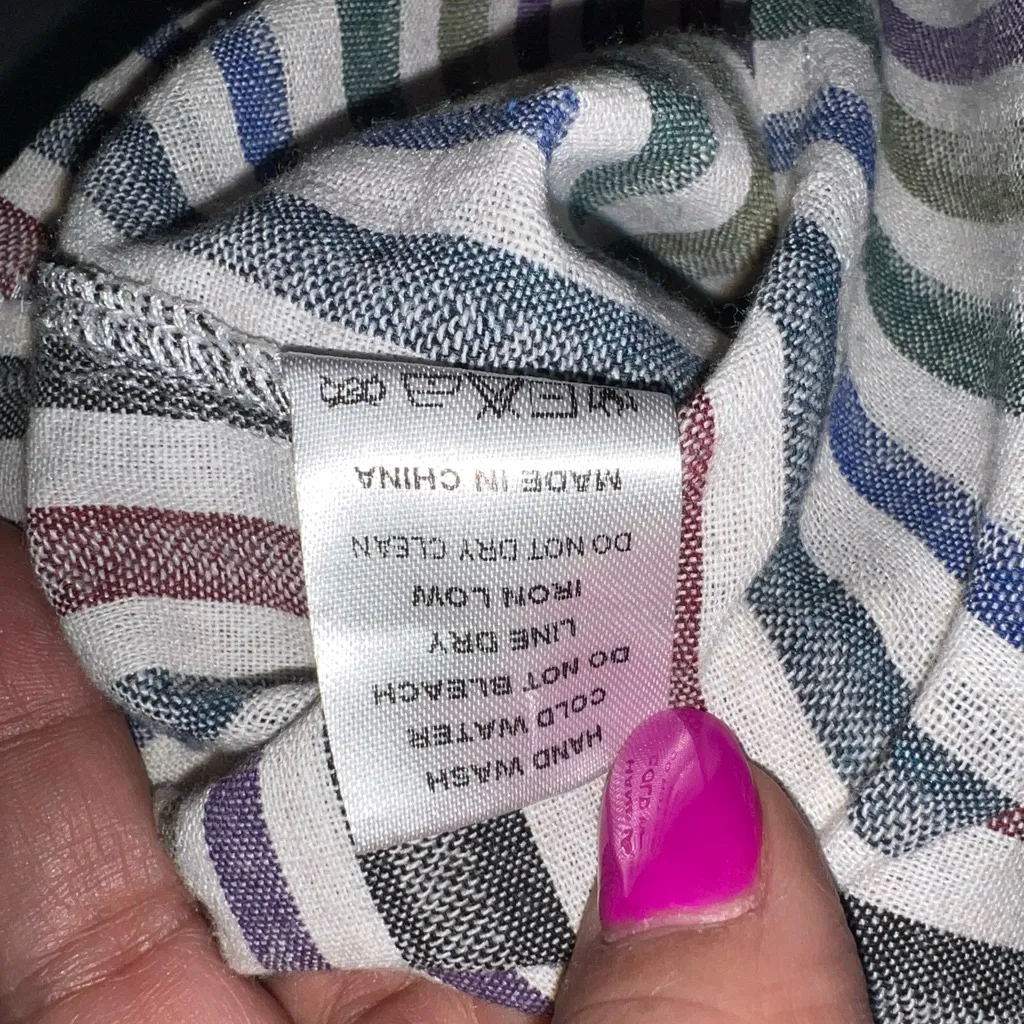 HAND WASH
COLD WATER
DO NOT BLEACH
LINE DRY
IRON LOW
DO NOT DRY CLEAN
MADE IN CHINA